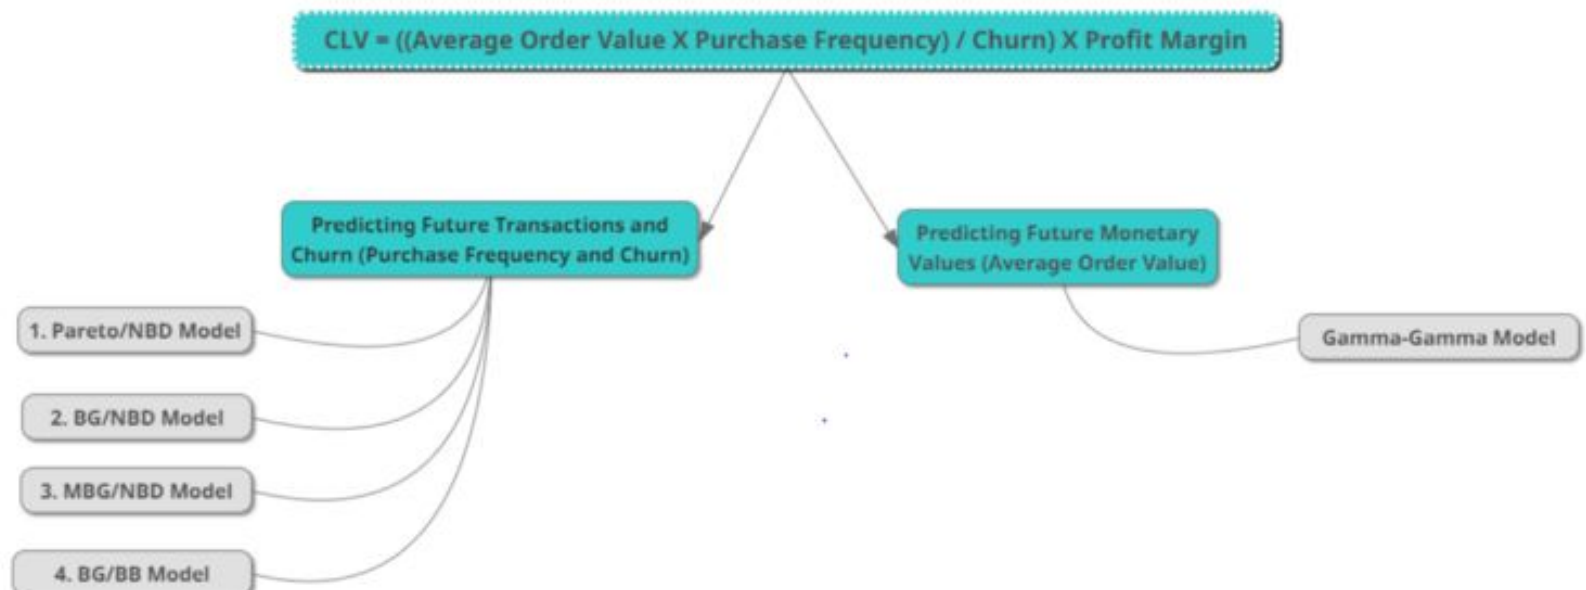 CLV = ((Average Order Value X Purchase Frequency) / Churn) X Profit Margin
Predicting Future Transactions and
Churn (Purchase Frequency and Churn)
Predicting Future Monetary
Values (Average Order Value)
1. Pareto/NBD Model
Gamma-Gamma Model
2. BG/NBD Model
3. MBG/NBD Model
4. BG/BB Model